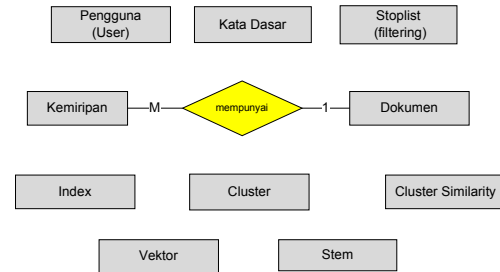 Pengguna
(User)
Kata Dasar
Stoplist
(filtering)
Kemiripan
M
mempunyai
1
Dokumen
Index
Cluster
Cluster Similarity
Vektor
Stem